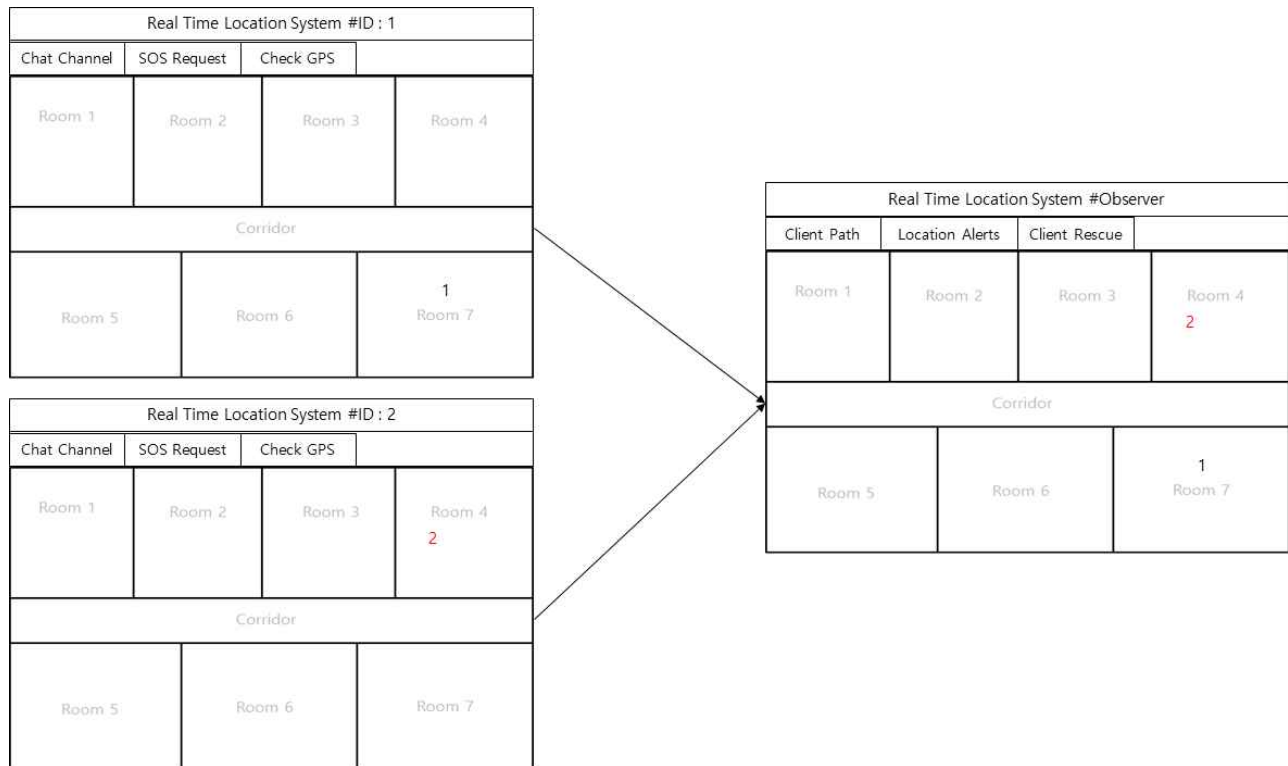 Real Time Location System #ID : 1
Chat Channel SOS Request Check GPS
Room 1 Room 2 Room 3 Room 4
Corridor
1
Room 5 Room 6 Room 7
Real Time Location System #ID : 2
Chat Channel SOS Request Check GPS
Room 1 Room 2 Room 3 Room 4
2
Corridor
Room 5 Room 6 Room 7
Real Time Location System #Observer
Client Path Location Alerts Client Rescue
Room 1 Room 2 Room 3 Room 4
2
Corridor
1
Room 5 Room 6 Room 7